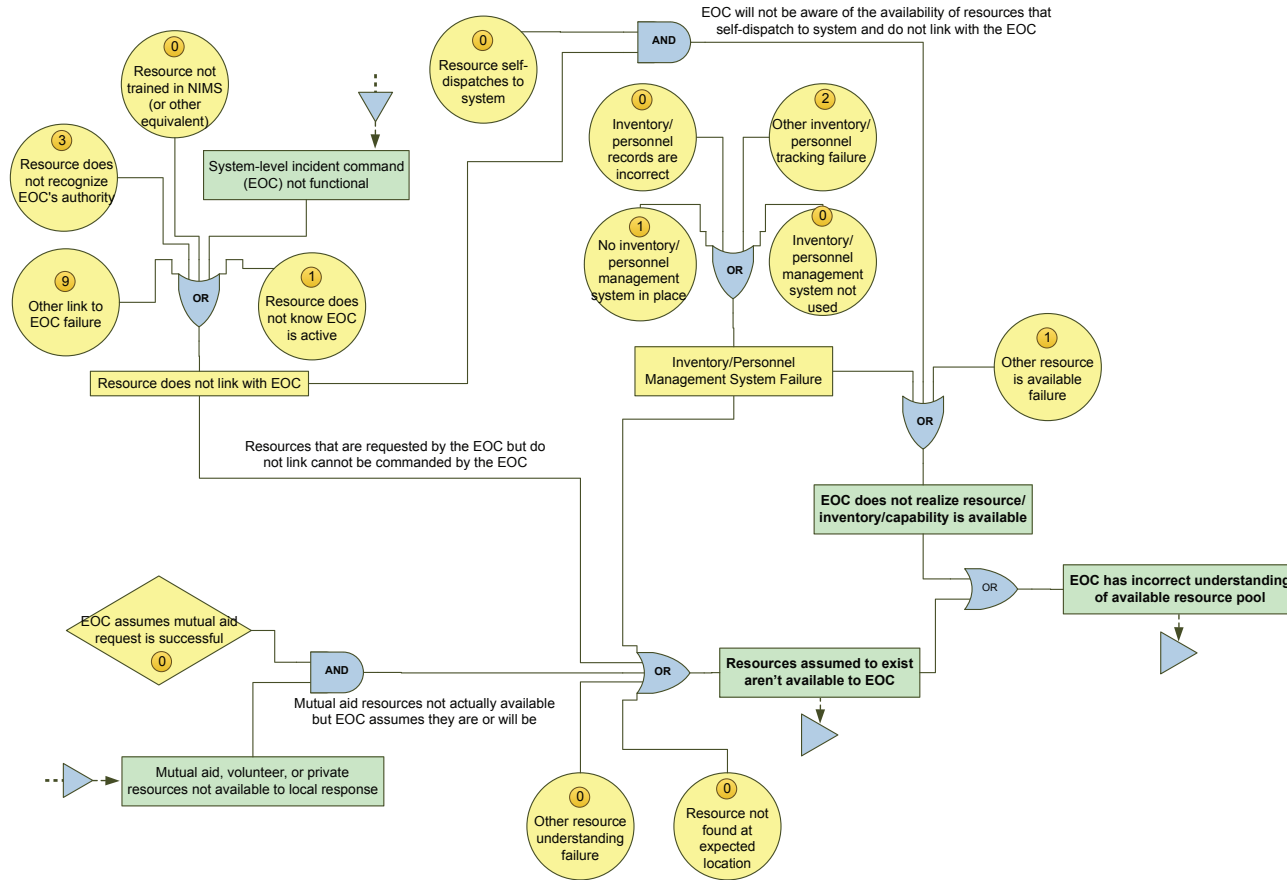 EOC will not be aware of the availability of resources that
self-dispatch to system and do not link with the EOC
0
Resource not
trained in NIMS
(or other
equivalent)
0
Resource self-
dispatches to
system
AND
3
Resource does
not recognize
EOC's authority
System-level incident command
(EOC) not functional
0
Inventory/
personnel
records are
incorrect
2
Other inventory/
personnel
tracking failure
9
Other link to
EOC failure
OR
1
Resource does
not know EOC
is active
1
No inventory/
personnel
management
system in place
OR
0
Inventory/
personnel
management
system not
used
Resource does not link with EOC
Inventory/Personnel
Management System Failure
1
Other resource
is available
failure
OR
Resources that are requested by the EOC but do
not link cannot be commanded by the EOC
EOC does not realize resource/
inventory/capability is available
OR
EOC has incorrect understanding
of available resource pool
EOC assumes mutual aid
request is successful
0
AND
OR
Resources assumed to exist
aren’t available to EOC
Mutual aid resources not actually available
but EOC assumes they are or will be
Mutual aid, volunteer, or private
resources not available to local response
0
Other resource
understanding
failure
0
Resource not
found at
expected
location